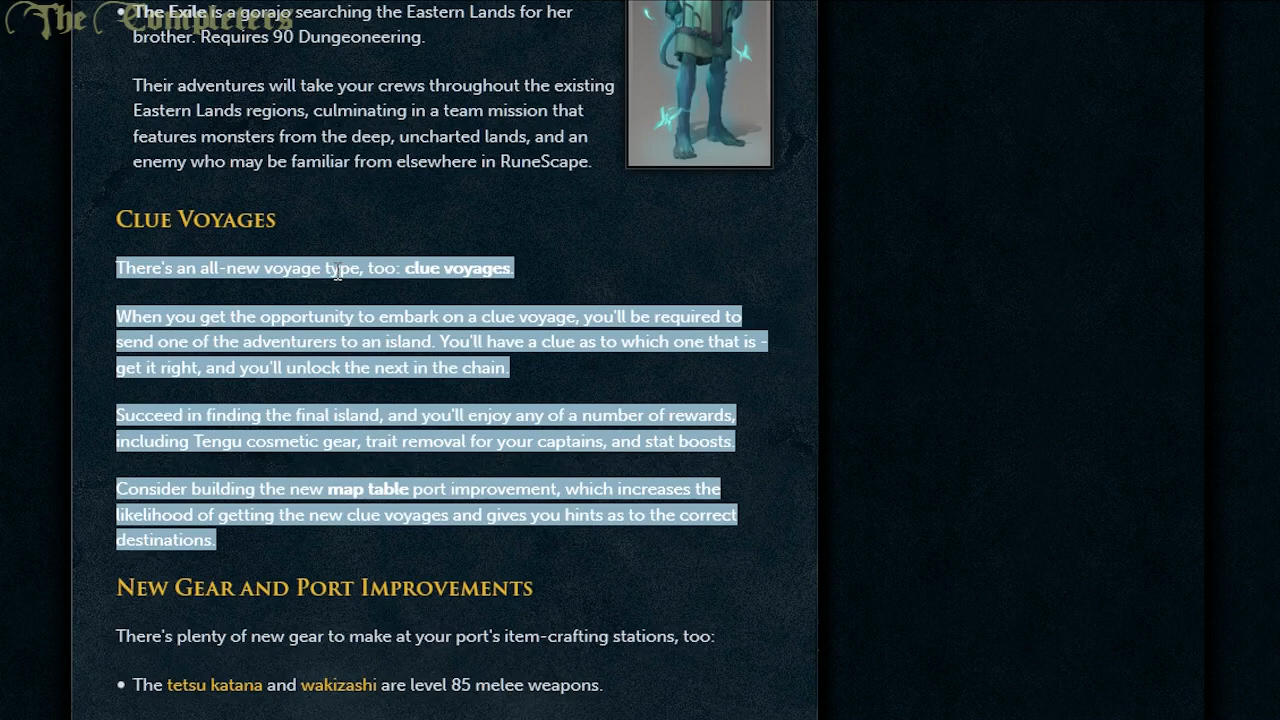 The Completers
• The Exile is a gorajo searching the Eastern Lands for her
brother. Requires 90 Dungeoneering.
Their adventures will take your crews throughout the existing
Eastern Lands regions, culminating in a team mission that
features monsters from the deep, uncharted lands, and an
enemy who may be familiar from elsewhere in RuneScape.
Clue Voyages
There's an all-new voyage type, too: clue voyages.
When you get the opportunity to embark on a clue voyage, you'll be required to
send one of the adventurers to an island. You'll have a clue as to which one that is -
get it right, and you'll unlock the next in the chain.
Succeed in finding the final island, and you'll enjoy any of a number of rewards,
including Tengu cosmetic gear, trait removal for your captains, and stat boosts.
Consider building the new map table port improvement, which increases the
likelihood of getting the new clue voyages and gives you hints as to the correct
destinations.
New Gear and Port Improvements
There's plenty of new gear to make at your port's item-crafting stations, too:
• The tetsu katana and wakizashi are level 85 melee weapons.